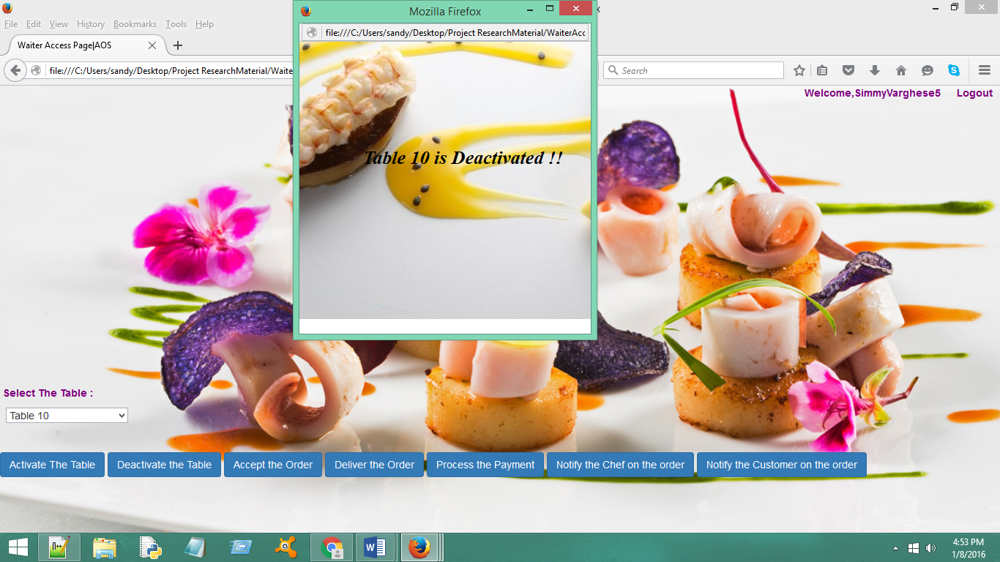 Mozilla Firefox
x
File Edit View History Bookmarks Tools Help
file:///C:/Users/sandy/Desktop/Project ResearchMaterial/WaiterAcc
Waiter Access Page|AOS
file:///C:/Users/sandy/Desktop/Project ResearchMaterial/Waite
Search
Welcome,SimmyVarghese5 Logout
Table 10 is Deactivated !!
Select The Table :
Table 10
Activate The Table Deactivate the Table Accept the Order Deliver the Order Process the Payment Notify the Chef on the order Notify the Customer on the order
4:53 PM
1/8/2016